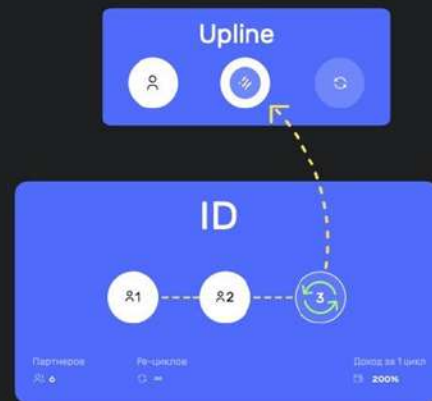 Upline
ID
1
2
3
Партнеров
6
Ре-циклов
∞
Доход за 1 цикл
200%